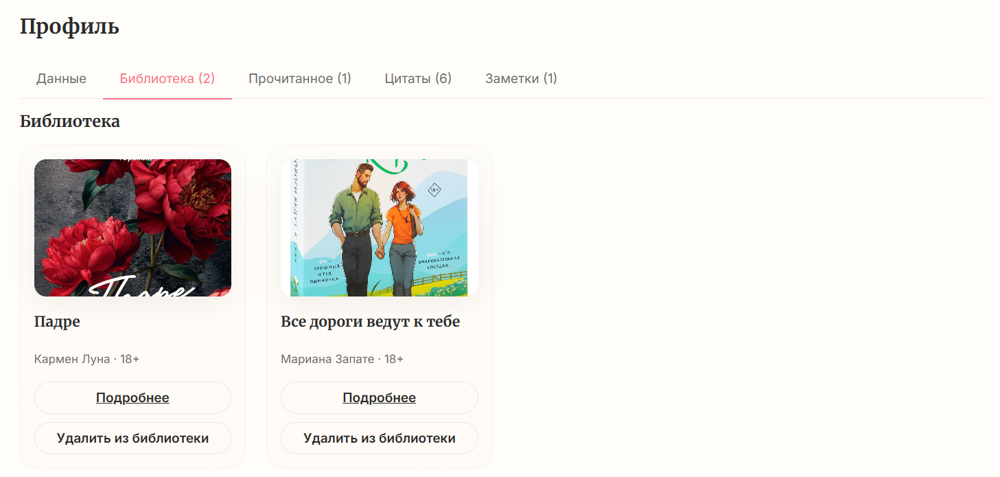 Профиль
Данные
Библиотека (2)
Прочитанное (1)
Цитаты (6)
Заметки (1)
Библиотека
Падре
18+
ОН –
УГРЮМЫЙ
ОТЕЦ-
ОДИНОЧКА.
ОНА – ЕГО
ОЧАРОВАТЕЛЬНАЯ
СОСЕДКА.
Падре
Все дороги ведут к тебе
Кармен Луна · 18+
Мариана Запате · 18+
Подробнее
Подробнее
Удалить из библиотеки
Удалить из библиотеки